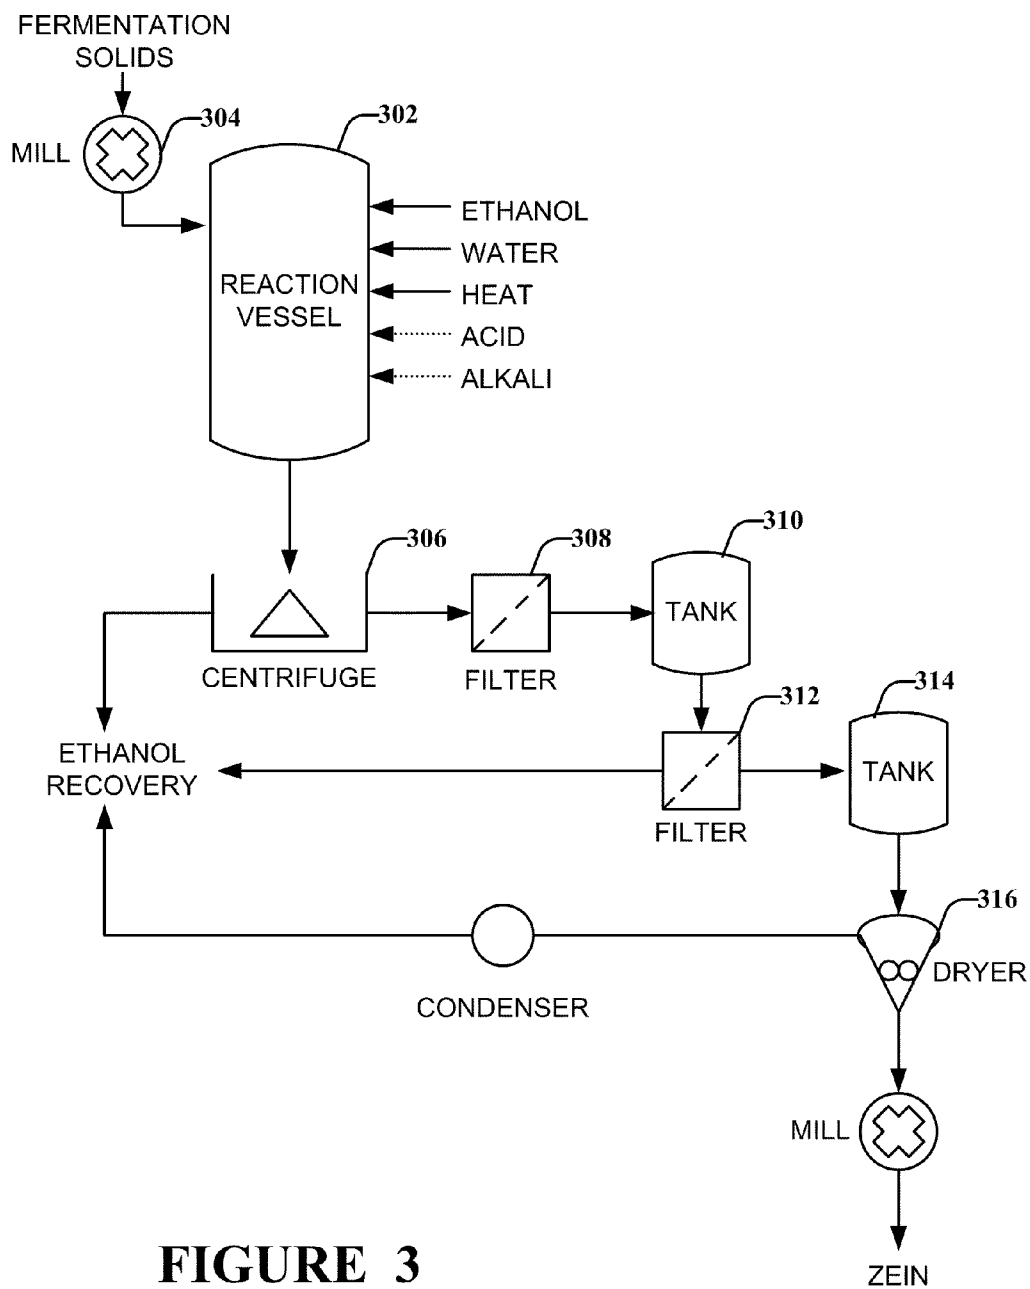 FERMENTATION
SOLIDS
304
302
MILL
ETHANOL
WATER
REACTION
VESSEL
HEAT
ACID
ALKALI
306
308
310
TANK
CENTRIFUGE
FILTER
312
314
ETHANOL
RECOVERY
TANK
FILTER
316
DRYER
CONDENSER
MILL
FIGURE 3
ZEIN